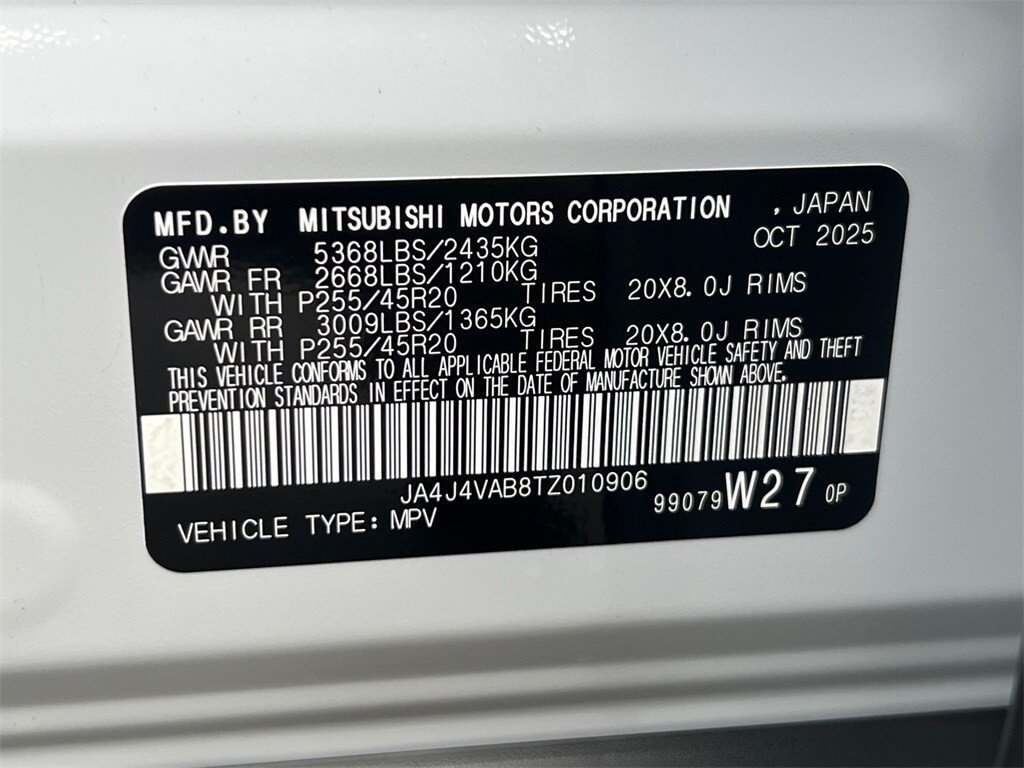 MFD.BY MITSUBISHI MOTORS CORPORATION , JAPAN
OCT 2025
GVWR 5368LBS/2435KG
GAWR FR 2668LBS/1210KG
WITH P255/45R20 TIRES 20X8.0J RIMS
GAWR RR 3009LBS/1365KG
WITH P255/45R20 TIRES 20X8.0J RIMS
THIS VEHICLE CONFORMS TO ALL APPLICABLE FEDERAL MOTOR VEHICLE SAFETY AND THEFT
PREVENTION STANDARDS IN EFFECT ON THE DATE OF MANUFACTURE SHOWN ABOVE.
JA4J4VAB8TZ010906
99079 W27 0P
VEHICLE TYPE: MPV